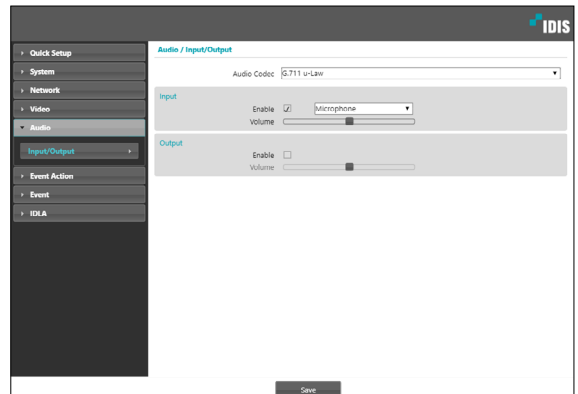 IDIS
Quick Setup
System
Network
Video
Audio
Input/Output
Event Action
Event
IDLA
Audio / Input/Output
Audio Codec G.711 u-Law
Input
Enable Microphone
Volume
Output
Enable
Volume
Save